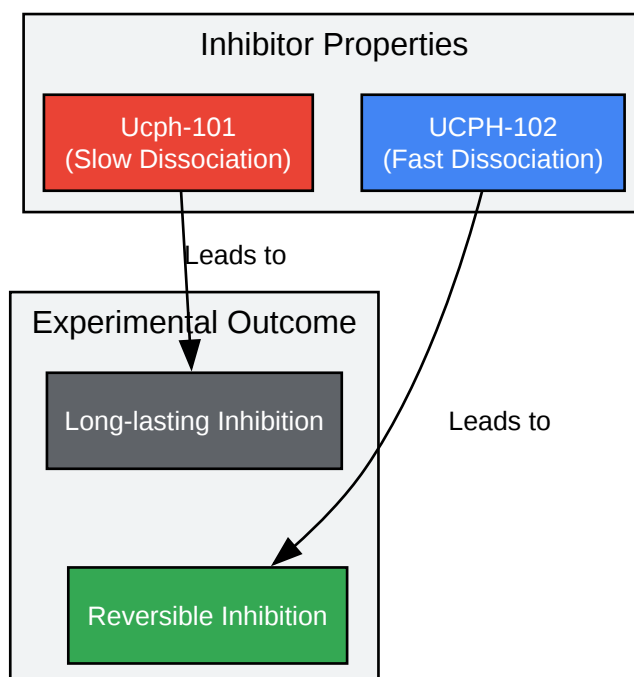 Inhibitor Properties
Ucph-101
(Slow Dissociation)
UCPH-102
(Fast Dissociation)
Leads to
Experimental Outcome
Long-lasting Inhibition
Leads to
Reversible Inhibition